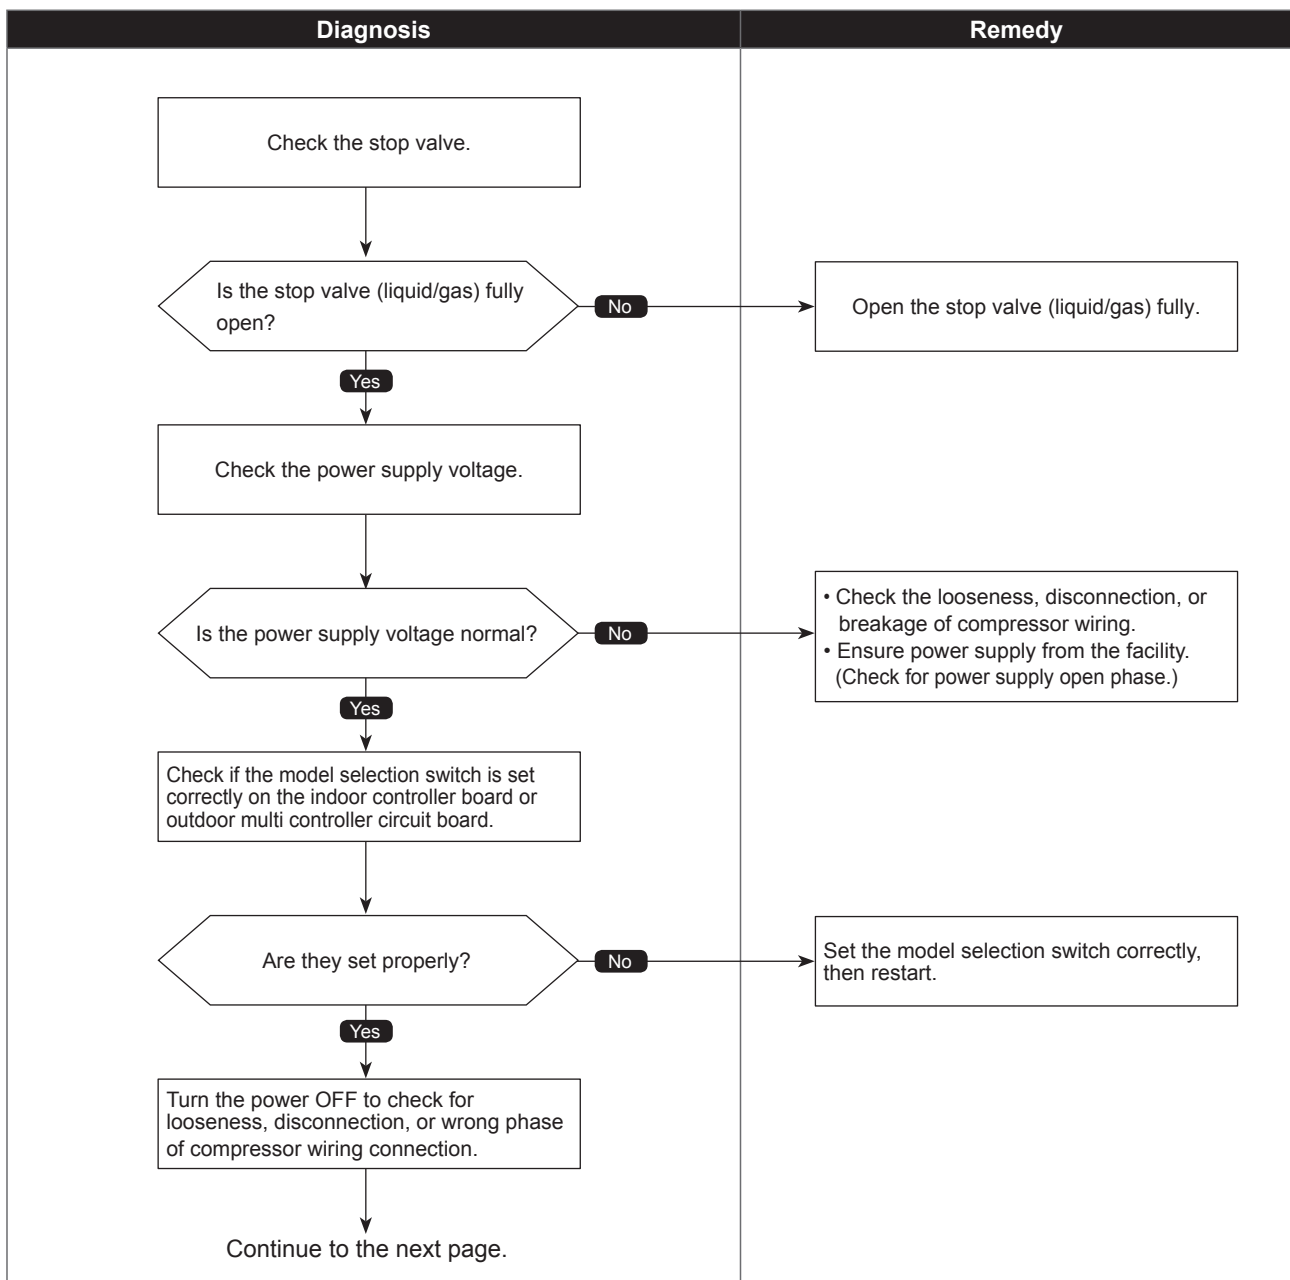 Diagnosis
Remedy
Check the stop valve.
Is the stop valve (liquid/gas) fully
open?
No
Open the stop valve (liquid/gas) fully.
Yes
Check the power supply voltage.
Is the power supply voltage normal?
No
• Check the looseness, disconnection, or
breakage of compressor wiring.
• Ensure power supply from the facility.
(Check for power supply open phase.)
Yes
Check if the model selection switch is set
correctly on the indoor controller board or
outdoor multi controller circuit board.
Are they set properly?
No
Set the model selection switch correctly,
then restart.
Yes
Turn the power OFF to check for
looseness, disconnection, or wrong phase
of compressor wiring connection.
Continue to the next page.